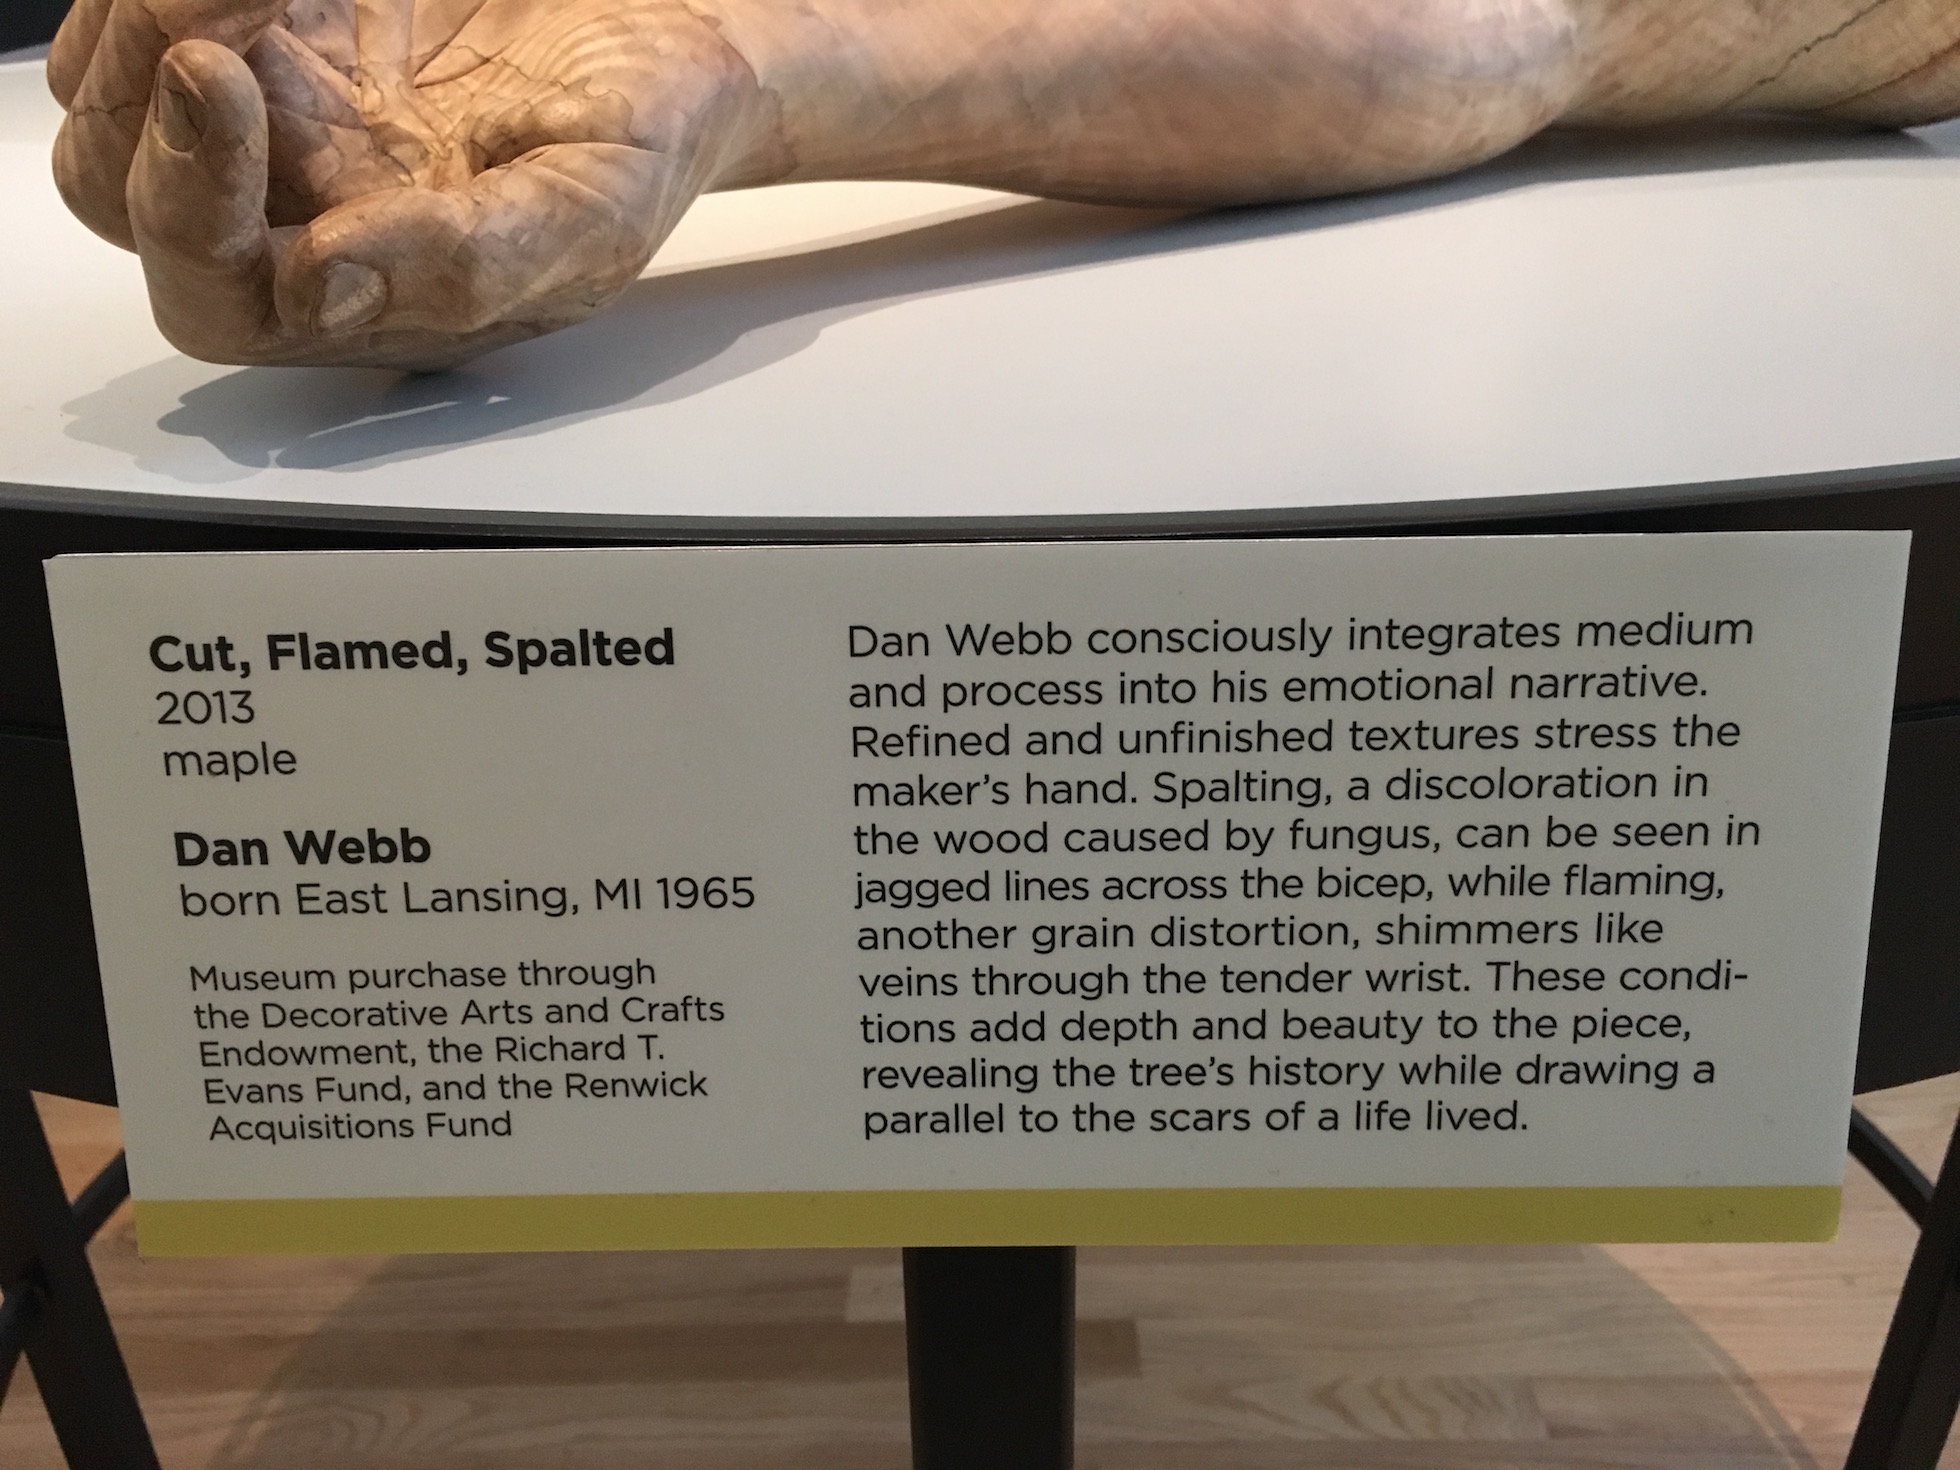 Cut, Flamed, Spalted
2013
maple
Dan Webb
born East Lansing, MI 1965
Museum purchase through
the Decorative Arts and Crafts
Endowment, the Richard T.
Evans Fund, and the Renwick
Acquisitions Fund
Dan Webb consciously integrates medium
and process into his emotional narrative.
Refined and unfinished textures stress the
maker's hand. Spalting, a discoloration in
the wood caused by fungus, can be seen in
jagged lines across the bicep, while flaming,
another grain distortion, shimmers like
veins through the tender wrist. These condi-
tions add depth and beauty to the piece,
revealing the tree's history while drawing a
parallel to the scars of a life lived.